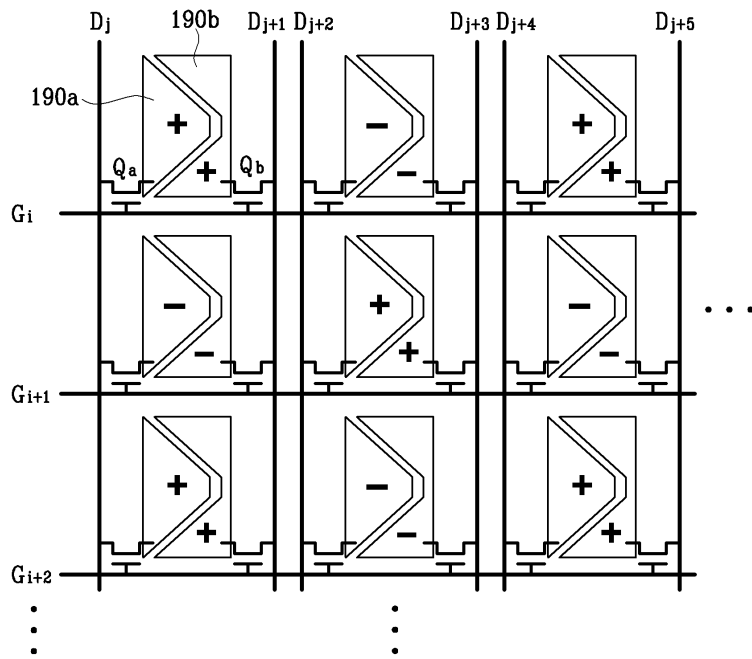 190b
Dj Dj+1 Dj+2 Dj+3 Dj+4 Dj+5
190a
+ − +
Qa + Qb − +
Gi
− + −
− + −
Gi+1
+ − +
+ − +
Gi+2